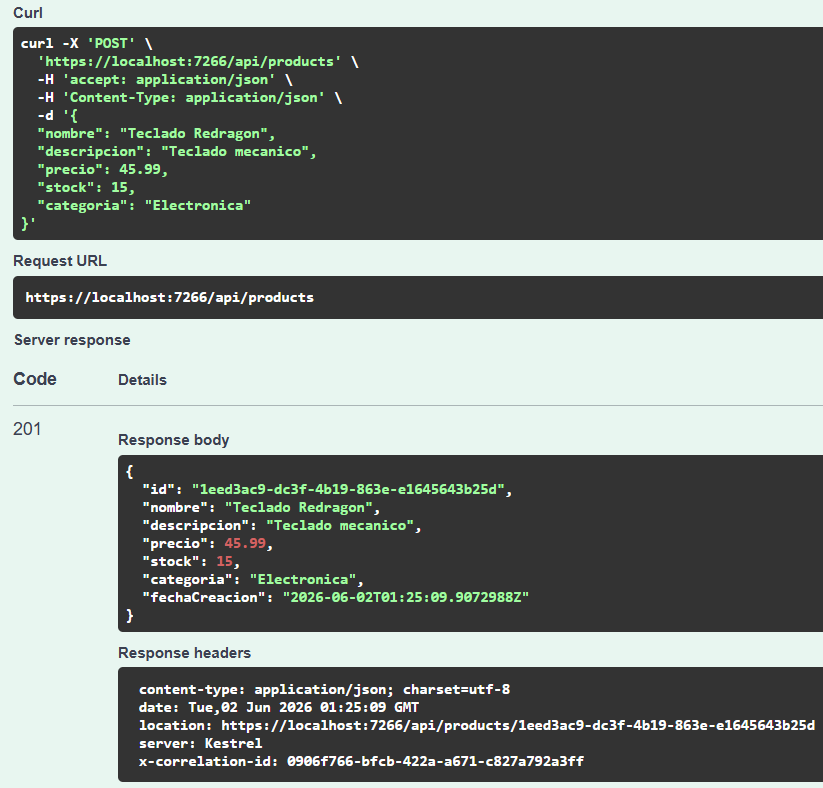 Curl
curl -X 'POST' \
  'https://localhost:7266/api/products' \
  -H 'accept: application/json' \
  -H 'Content-Type: application/json' \
  -d '{
  "nombre": "Teclado Redragon",
  "descripcion": "Teclado mecanico",
  "precio": 45.99,
  "stock": 15,
  "categoria": "Electronica"
}'
Request URL
https://localhost:7266/api/products
Server response
Code Details
201
Response body
{
  "id": "1eed3ac9-dc3f-4b19-863e-e1645643b25d",
  "nombre": "Teclado Redragon",
  "descripcion": "Teclado mecanico",
  "precio": 45.99,
  "stock": 15,
  "categoria": "Electronica",
  "fechaCreacion": "2026-06-02T01:25:09.9072988Z"
}
Response headers
content-type: application/json; charset=utf-8
date: Tue,02 Jun 2026 01:25:09 GMT
location: https://localhost:7266/api/products/1eed3ac9-dc3f-4b19-863e-e1645643b25d
server: Kestrel
x-correlation-id: 0906f766-bfcb-422a-a671-c827a792a3ff